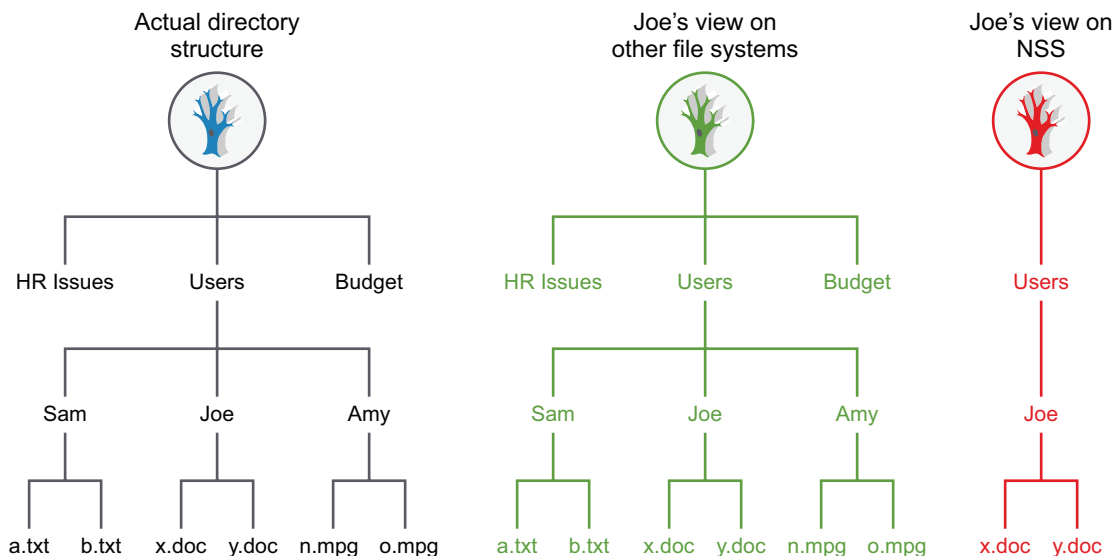 Actual directory
structure
Joe's view on
other file systems
Joe's view on
NSS
HR Issues Users Budget
HR Issues Users Budget
Users
Sam Joe Amy
Sam Joe Amy
Joe
a.txt b.txt x.doc y.doc n.mpg o.mpg
a.txt b.txt x.doc y.doc n.mpg o.mpg
x.doc y.doc